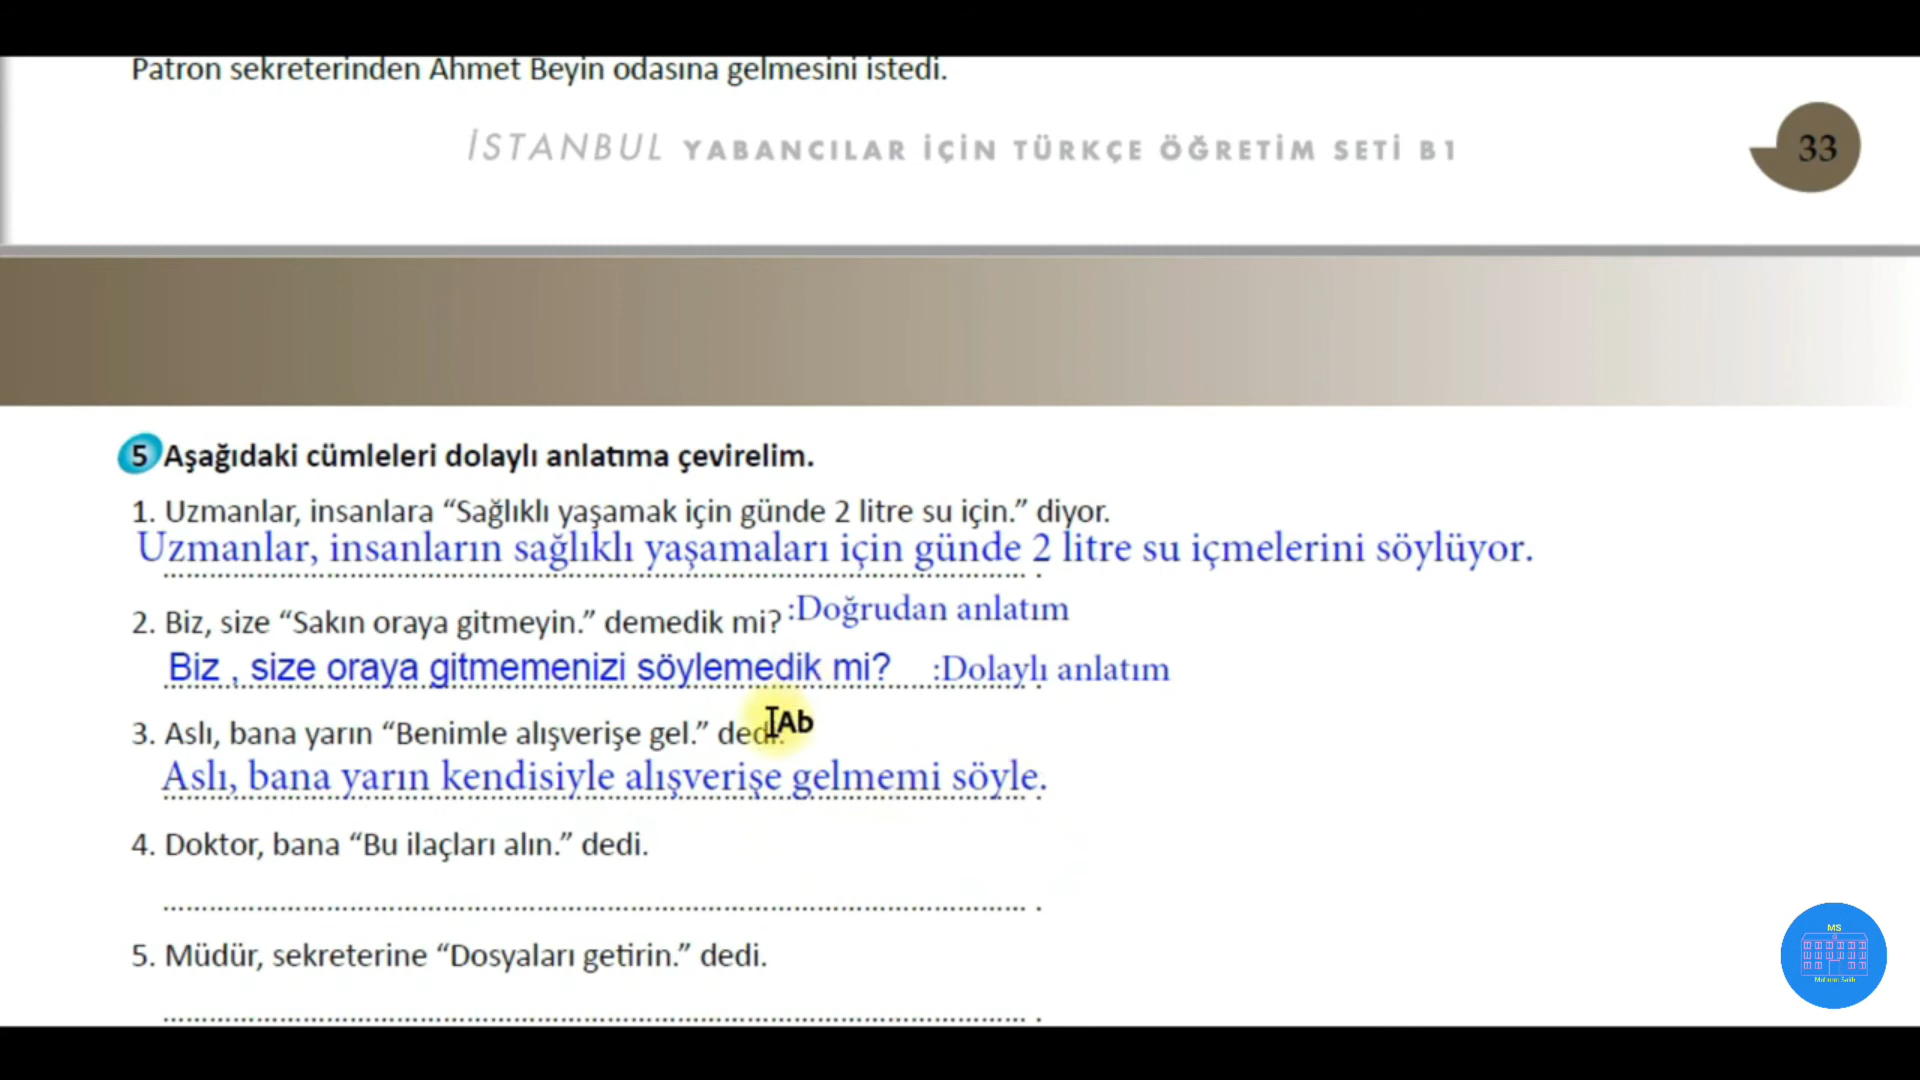 Patron sekreterinden Ahmet Beyin odasına gelmesini istedi.
İSTANBUL YABANCILAR İÇİN TÜRKÇE ÖĞRETİM SETİ B1
33
5 Aşağıdaki cümleleri dolaylı anlatıma çevirelim.
1. Uzmanlar, insanlara “Sağlıklı yaşamak için günde 2 litre su için.” diyor.
Uzmanlar, insanların sağlıklı yaşamaları için günde 2 litre su içmelerini söylüyor.
2. Biz, size “Sakın oraya gitmeyin.” demedik mi? :Doğrudan anlatım
Biz , size oraya gitmemenizi söylemedik mi? :Dolaylı anlatım
3. Aslı, bana yarın “Benimle alışverişe gel.” dedi.
Ab
Aslı, bana yarın kendisiyle alışverişe gelmemi söyle.
4. Doktor, bana “Bu ilaçları alın.” dedi.
5. Müdür, sekreterine “Dosyaları getirin.” dedi.
MS